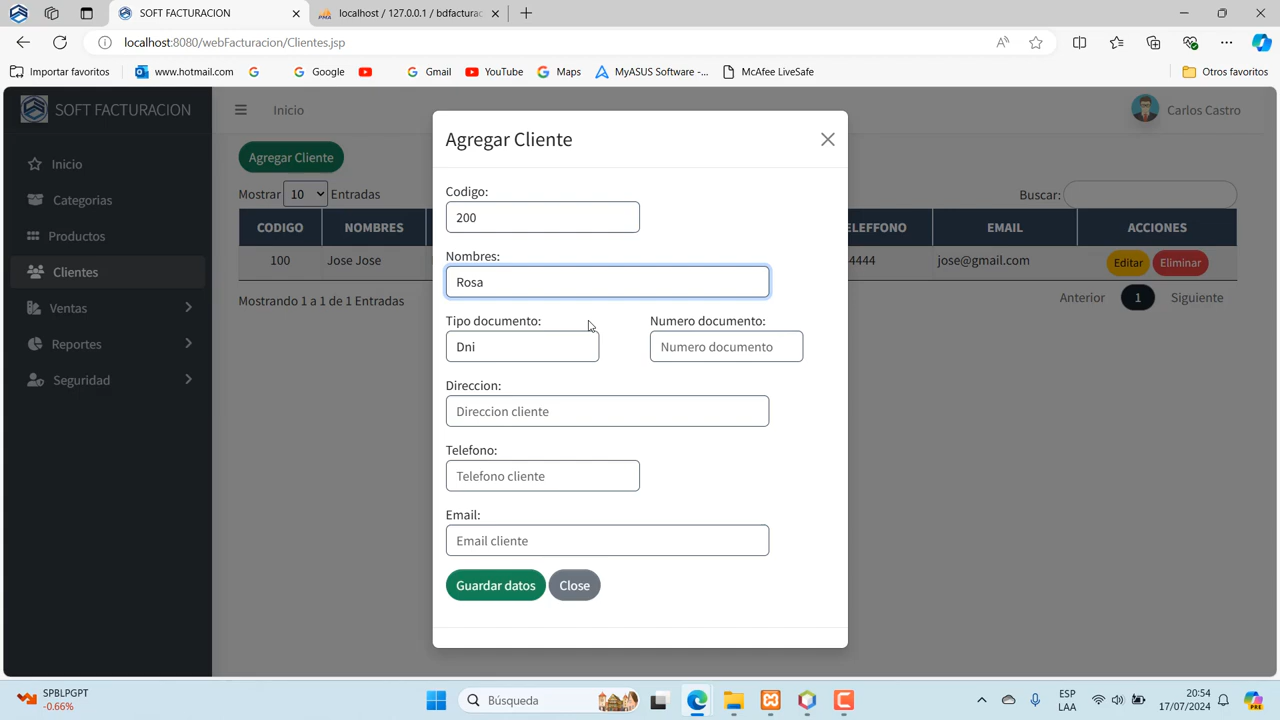 SOFT FACTURACION
localhost / 127.0.0.1 / bdfactura
localhost:8080/webFacturacion/Clientes.jsp
Importar favoritos
www.hotmail.com
Google
Gmail
YouTube
Maps
MyASUS Software -...
McAfee LiveSafe
Otros favoritos
SOFT FACTURACION
Inicio
Carlos Castro
Inicio
Categorias
Productos
Clientes
Ventas
Reportes
Seguridad
Agregar Cliente
Mostrar 10 Entradas
Buscar:
CODIGO NOMBRES TELEFFONO EMAIL ACCIONES
100 Jose Jose 4444 jose@gmail.com Editar Eliminar
Mostrando 1 a 1 de 1 Entradas
Anterior 1 Siguiente
Agregar Cliente
Codigo:
200
Nombres:
Rosa
Tipo documento: Numero documento:
Dni Numero documento
Direccion:
Direccion cliente
Telefono:
Telefono cliente
Email:
Email cliente
Guardar datos Close
SPBLPGPT
-0.66%
Búsqueda
ESP
LAA
20:54
17/07/2024